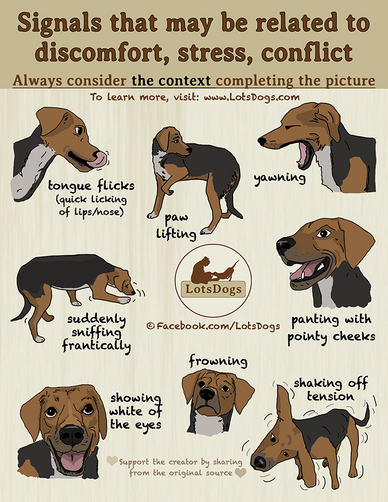 Signals that may be related to
discomfort, stress, conflict
Always consider the context completing the picture
To learn more, visit: www.LotsDogs.com
tongue flicks
(quick licking
of lips/nose)
paw
lifting
yawning
suddenly
sniffing
frantically
LotsDogs
© Facebook.com/LotsDogs
panting with
pointy cheeks
showing
white of
the eyes
frowning
shaking off
tension
Support the creator by sharing
from the original source